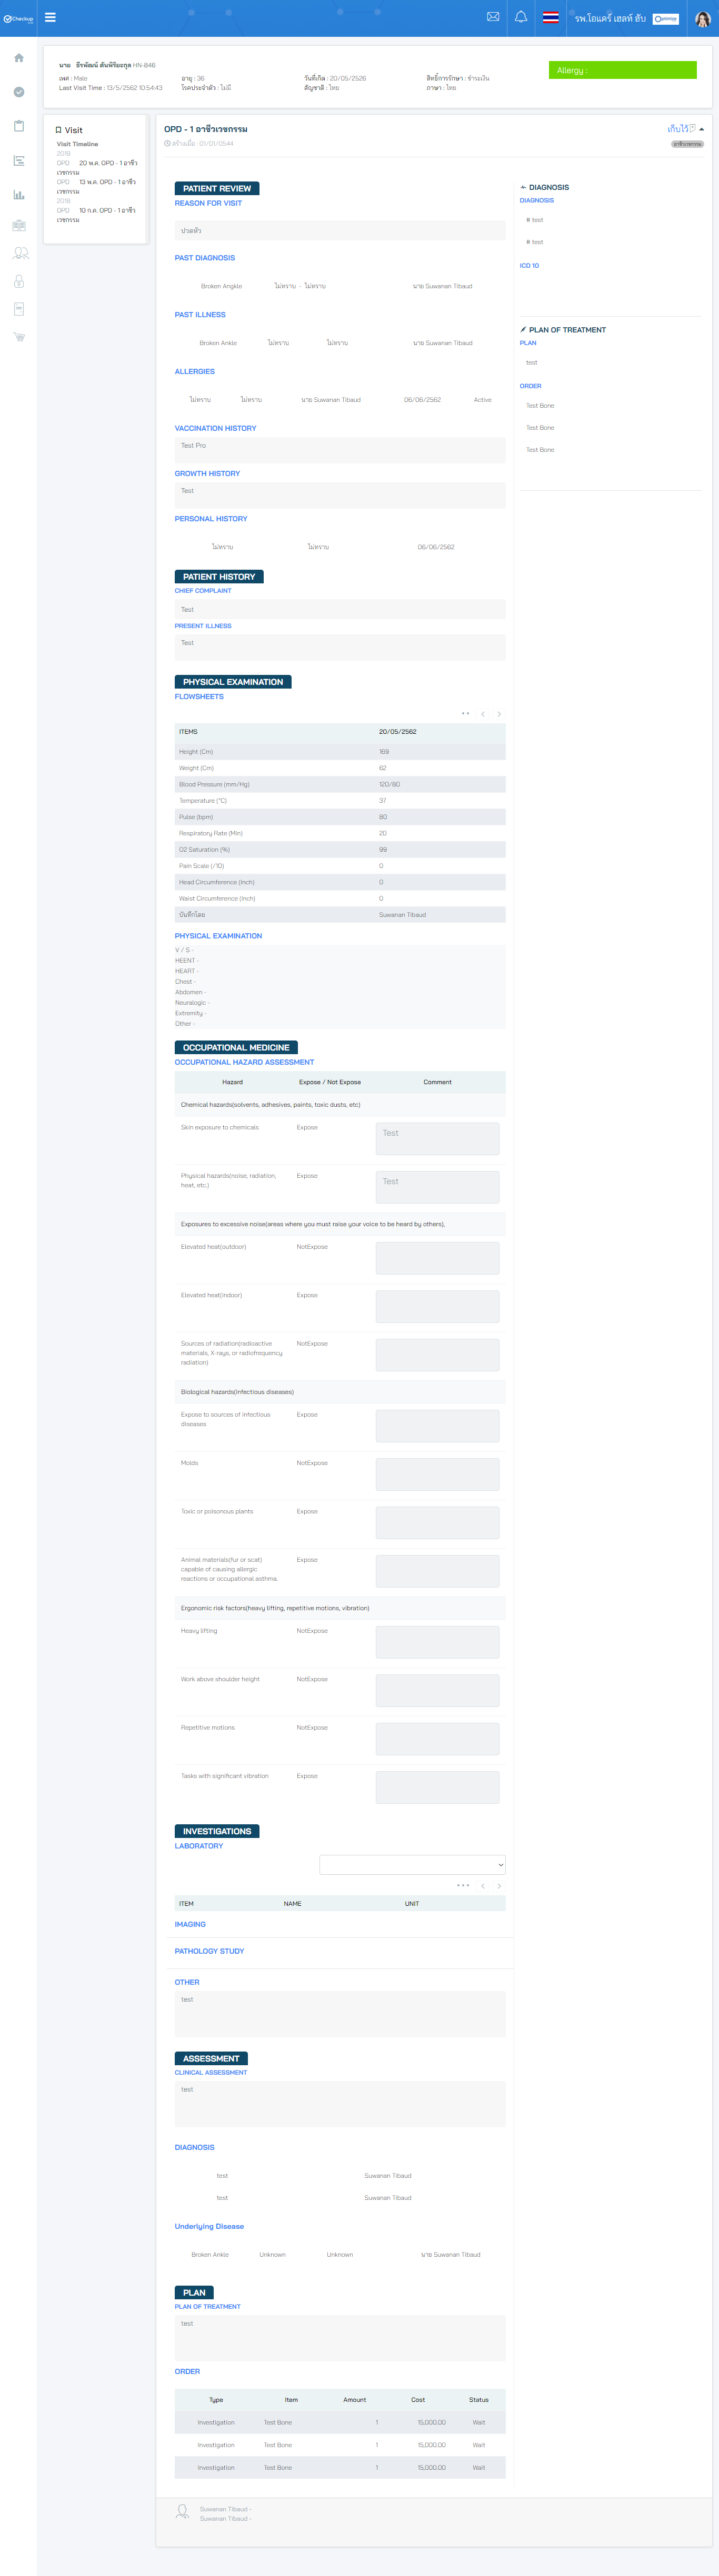 Checkup
รพ.โอแคร์ เฮลท์ ฮับ
นาย ธีรพัฒน์ ตันพิริยะกุล HN-846
เพศ : Male
อายุ : 36
วันที่เกิด : 20/05/2526
สิทธิ์การรักษา : ชำระเงิน
Last Visit Time : 13/5/2562 10:54:43
โรคประจำตัว : ไม่มี
สัญชาติ : ไทย
ภาษา : ไทย
Allergy :
Visit
Visit Timeline
2019
OPD 20 พ.ค. OPD - 1 อาชีว
เวชกรรม
OPD 13 พ.ค. OPD - 1 อาชีว
เวชกรรม
2018
OPD 10 ก.ค. OPD - 1 อาชีว
เวชกรรม
OPD - 1 อาชีวเวชกรรม
เก็บไว้
สร้างเมื่อ : 01/01/0544
อาชีวเวชกรรม
PATIENT REVIEW
REASON FOR VISIT
ปวดหัว
PAST DIAGNOSIS
Broken Angkle ไม่ทราบ - ไม่ทราบ นาย Suwanan Tibaud
PAST ILLNESS
Broken Ankle ไม่ทราบ ไม่ทราบ นาย Suwanan Tibaud
ALLERGIES
ไม่ทราบ ไม่ทราบ นาย Suwanan Tibaud 06/06/2562 Active
VACCINATION HISTORY
Test Pro
GROWTH HISTORY
Test
PERSONAL HISTORY
ไม่ทราบ ไม่ทราบ 06/06/2562
PATIENT HISTORY
CHIEF COMPLAINT
Test
PRESENT ILLNESS
Test
PHYSICAL EXAMINATION
FLOWSHEETS
ITEMS 20/05/2562
Height (Cm) 169
Weight (Cm) 62
Blood Pressure (mm/Hg) 120/80
Temperature (°C) 37
Pulse (bpm) 80
Respiratory Rate (Min) 20
O2 Saturation (%) 99
Pain Scale (/10) 0
Head Circumference (Inch) 0
Waist Circumference (Inch) 0
บันทึกโดย Suwanan Tibaud
PHYSICAL EXAMINATION
V / S -
HEENT -
HEART -
Chest -
Abdomen -
Neuralogic -
Extremity -
Other -
OCCUPATIONAL MEDICINE
OCCUPATIONAL HAZARD ASSESSMENT
Hazard Expose / Not Expose Comment
Chemical hazards(solvents, adhesives, paints, toxic dusts, etc)
Skin exposure to chemicals Expose Test
Physical hazards(noise, radiation, Expose Test
heat, etc.)
Exposures to excessive noise(areas where you must raise your voice to be heard by others),
Elevated heat(outdoor) NotExpose
Elevated heat(indoor) Expose
Sources of radiation(radioactive NotExpose
materials, X-rays, or radiofrequency
radiation)
Biological hazards(infectious diseases)
Expose to sources of infectious Expose
diseases
Molds NotExpose
Toxic or poisonous plants Expose
Animal materials(fur or scat) Expose
capable of causing allergic
reactions or occupational asthma.
Ergonomic risk factors(heavy lifting, repetitive motions, vibration)
Heavy lifting NotExpose
Work above shoulder height NotExpose
Repetitive motions NotExpose
Tasks with significant vibration Expose
INVESTIGATIONS
LABORATORY
ITEM NAME UNIT
IMAGING
PATHOLOGY STUDY
OTHER
test
ASSESSMENT
CLINICAL ASSESSMENT
test
DIAGNOSIS
test Suwanan Tibaud
test Suwanan Tibaud
Underlying Disease
Broken Ankle Unknown Unknown นาย Suwanan Tibaud
PLAN
PLAN OF TREATMENT
test
ORDER
Type Item Amount Cost Status
Investigation Test Bone 1 15,000.00 Wait
Investigation Test Bone 1 15,000.00 Wait
Investigation Test Bone 1 15,000.00 Wait
DIAGNOSIS
DIAGNOSIS
# test
# test
ICD 10
PLAN OF TREATMENT
PLAN
test
ORDER
Test Bone
Test Bone
Test Bone
Suwanan Tibaud -
Suwanan Tibaud -